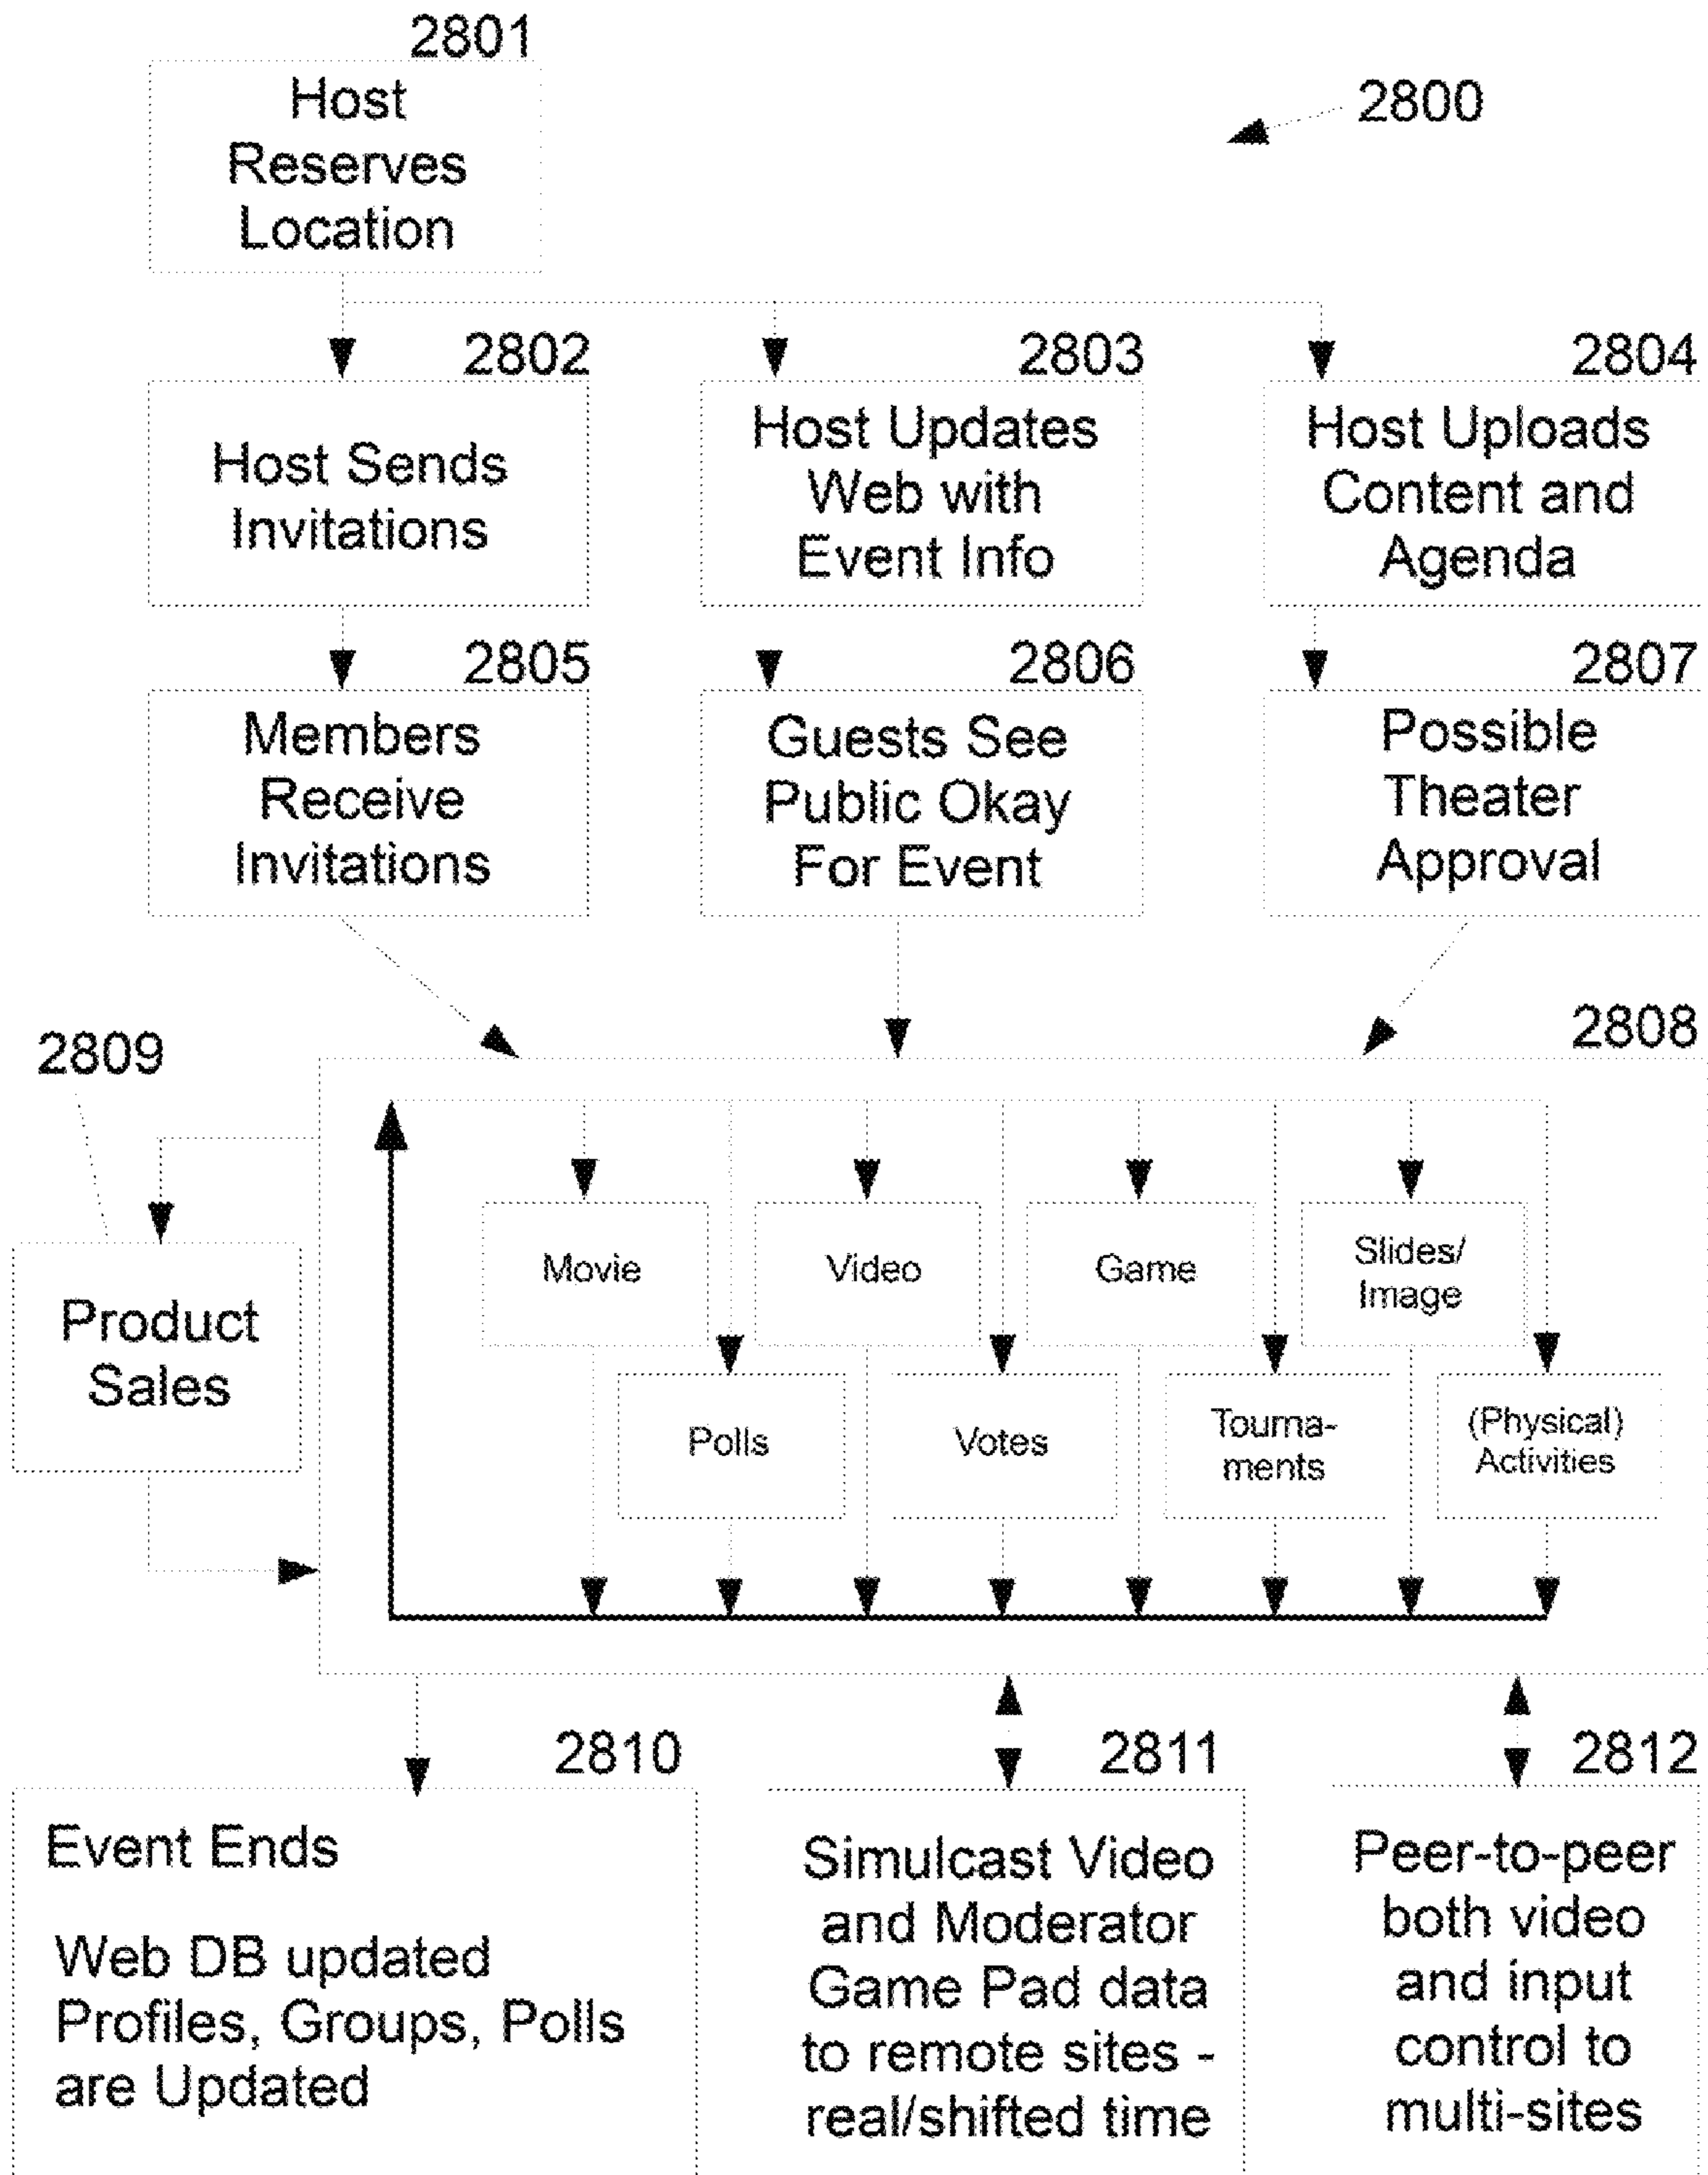 2801
Host
Reserves
Location
2800
2802
Host Sends
Invitations
2803
Host Updates
Web with
Event Info
2804
Host Uploads
Content and
Agenda
2805
Members
Receive
Invitations
2806
Guests See
Public Okay
For Event
2807
Possible
Theater
Approval
2808
2809
Product
Sales
Movie
Video
Game
Slides/
Image
Polls
Votes
Tourna-
ments
(Physical)
Activities
2810
Event Ends
Web DB updated
Profiles, Groups, Polls
are Updated
2811
Simulcast Video
and Moderator
Game Pad data
to remote sites -
real/shifted time
2812
Peer-to-peer
both video
and input
control to
multi-sites